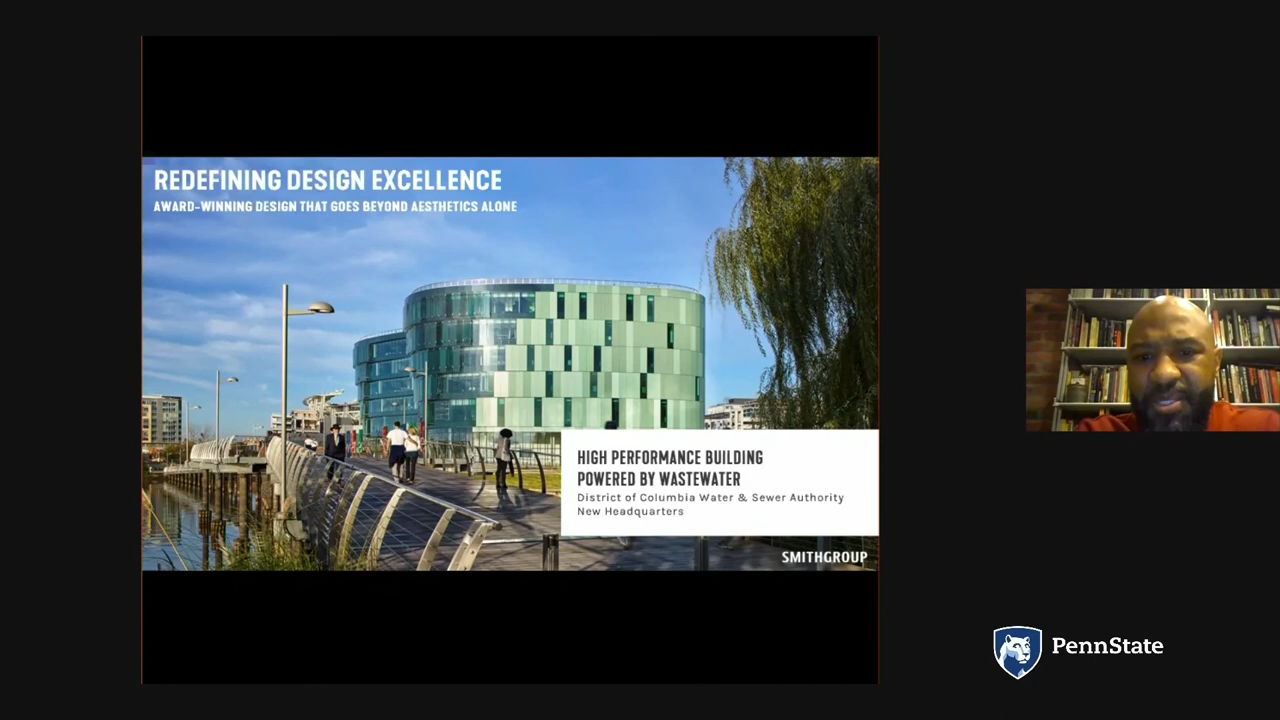 REDEFINING DESIGN EXCELLENCE
AWARD-WINNING DESIGN THAT GOES BEYOND AESTHETICS ALONE
HIGH PERFORMANCE BUILDING
POWERED BY WASTEWATER
District of Columbia Water & Sewer Authority
New Headquarters
SMITHGROUP
PennState